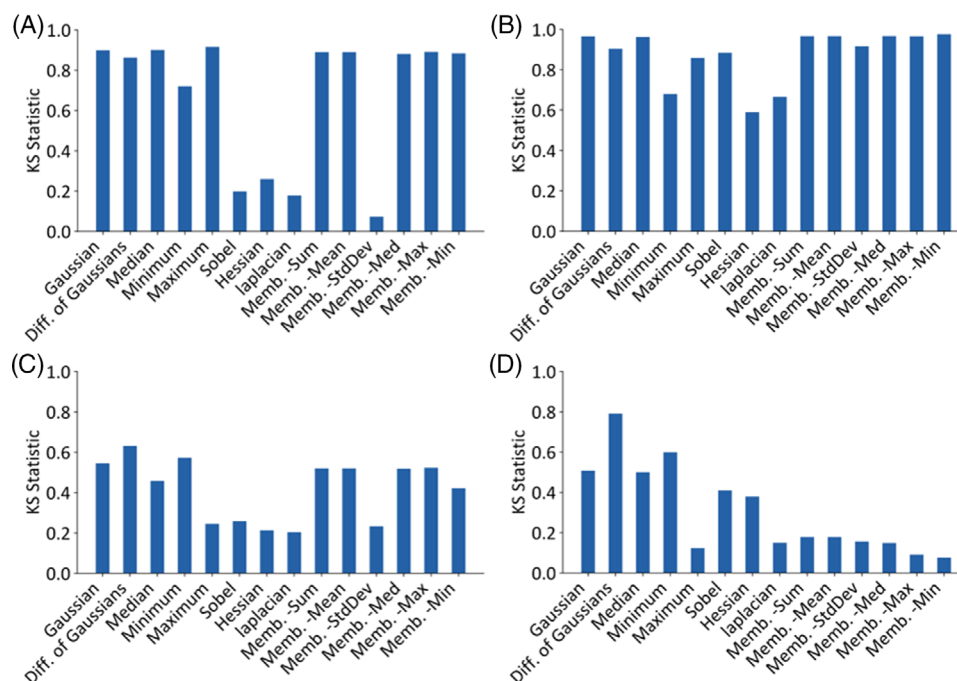 (A)
KS Statistic
1.0
0.8
0.6
0.4
0.2
0.0
Gaussian
Diff. of Gaussians
Median
Minimum
Maximum
Sobel
Hessian
laplacian
Memb. -Sum
Memb. -Mean
Memb. -StdDev
Memb. -Med
Memb. -Max
Memb. -Min
(B)
KS Statistic
1.0
0.8
0.6
0.4
0.2
0.0
Gaussian
Diff. of Gaussians
Median
Minimum
Maximum
Sobel
Hessian
laplacian
Memb. -Sum
Memb. -Mean
Memb. -StdDev
Memb. -Med
Memb. -Max
Memb. -Min
(C)
KS Statistic
1.0
0.8
0.6
0.4
0.2
0.0
Gaussian
Diff. of Gaussians
Median
Minimum
Maximum
Sobel
Hessian
laplacian
Memb. -Sum
Memb. -Mean
Memb. -StdDev
Memb. -Med
Memb. -Max
Memb. -Min
(D)
KS Statistic
1.0
0.8
0.6
0.4
0.2
0.0
Gaussian
Diff. of Gaussians
Median
Minimum
Maximum
Sobel
Hessian
laplacian
Memb. -Sum
Memb. -Mean
Memb. -StdDev
Memb. -Med
Memb. -Max
Memb. -Min